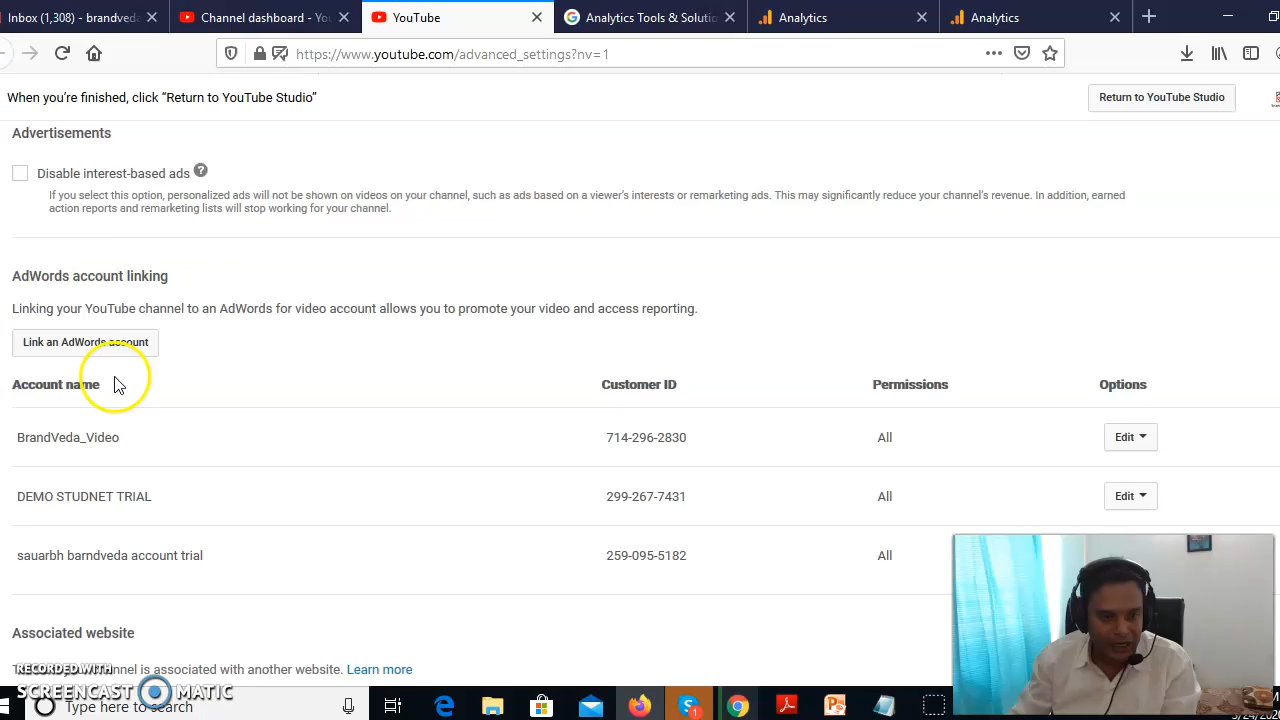 Inbox (1,308) - brandveda
Channel dashboard - You
YouTube
Analytics Tools & Solutio
Analytics
Analytics
https://www.youtube.com/advanced_settings?nv=1
When you're finished, click “Return to YouTube Studio”
Return to YouTube Studio
Advertisements
Disable interest-based ads
If you select this option, personalized ads will not be shown on videos on your channel, such as ads based on a viewer's interests or remarketing ads. This may significantly reduce your channel's revenue. In addition, earned
action reports and remarketing lists will stop working for your channel.
AdWords account linking
Linking your YouTube channel to an AdWords for video account allows you to promote your video and access reporting.
Link an AdWords account
Account name Customer ID Permissions Options
BrandVeda_Video 714-296-2830 All Edit
DEMO STUDNET TRIAL 299-267-7431 All Edit
sauarbh barndveda account trial 259-095-5182 All
Associated website
channel is associated with another website. Learn more
RECORDED WITH
SCREENCAST MATIC
Type here to search